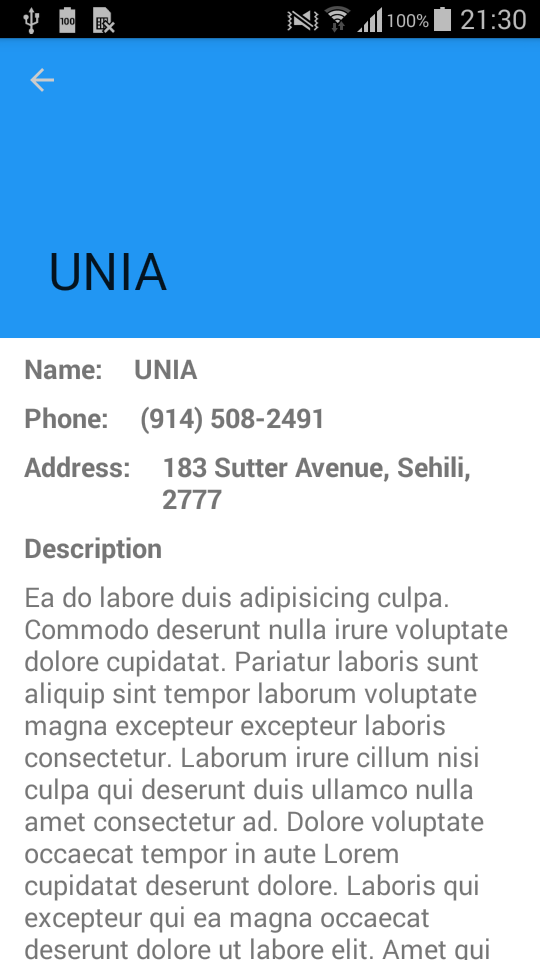 100 100% 21:30
UNIA
Name: UNIA
Phone: (914) 508-2491
Address: 183 Sutter Avenue, Sehili,
2777
Description
Ea do labore duis adipisicing culpa.
Commodo deserunt nulla irure voluptate
dolore cupidatat. Pariatur laboris sunt
aliquip sint tempor laborum voluptate
magna excepteur excepteur laboris
consectetur. Laborum irure cillum nisi
culpa qui deserunt duis ullamco nulla
amet consectetur ad. Dolore voluptate
occaecat tempor in aute Lorem
cupidatat deserunt dolore. Laboris qui
excepteur qui ea magna occaecat
deserunt dolore ut labore elit. Amet qui